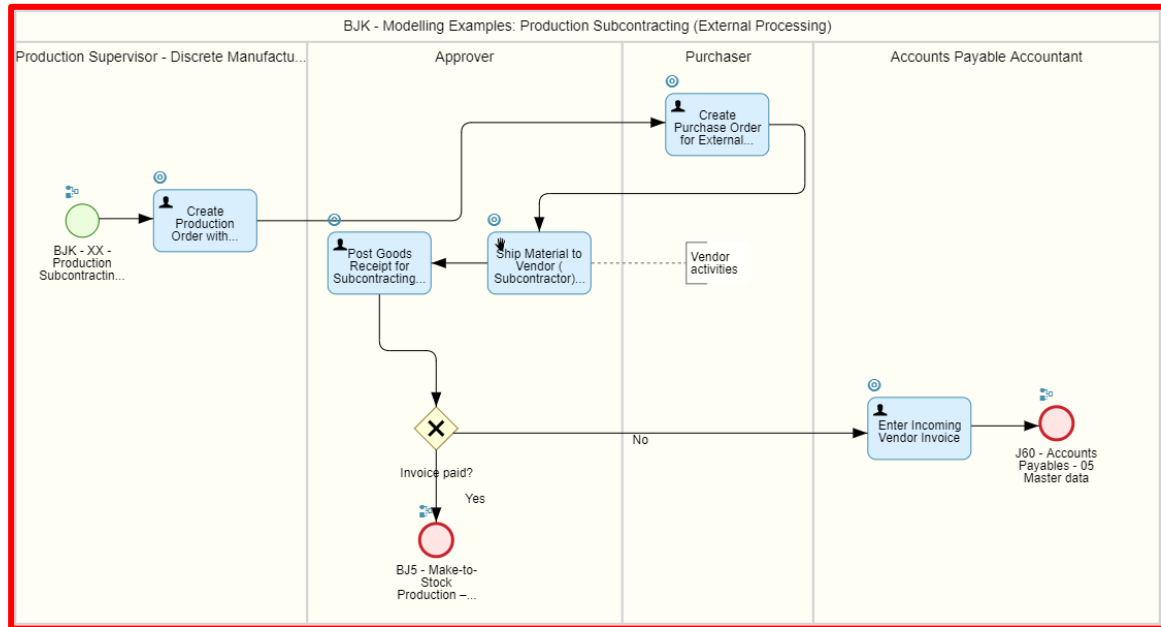 BJK - Modelling Examples: Production Subcontracting (External Processing)
Production Supervisor - Discrete Manufactu...
Approver
Purchaser
Accounts Payable Accountant
Create
Purchase Order
for External...
Create
Production
Order with...
BJK - XX -
Production
Subcontractin...
Post Goods
Receipt for
Subcontracting...
Ship Material to
Vendor (
Subcontractor)...
Vendor
activities
Invoice paid?
No
Yes
Enter Incoming
Vendor Invoice
J60 - Accounts
Payables - 05
Master data
BJ5 - Make-to-
Stock
Production –...